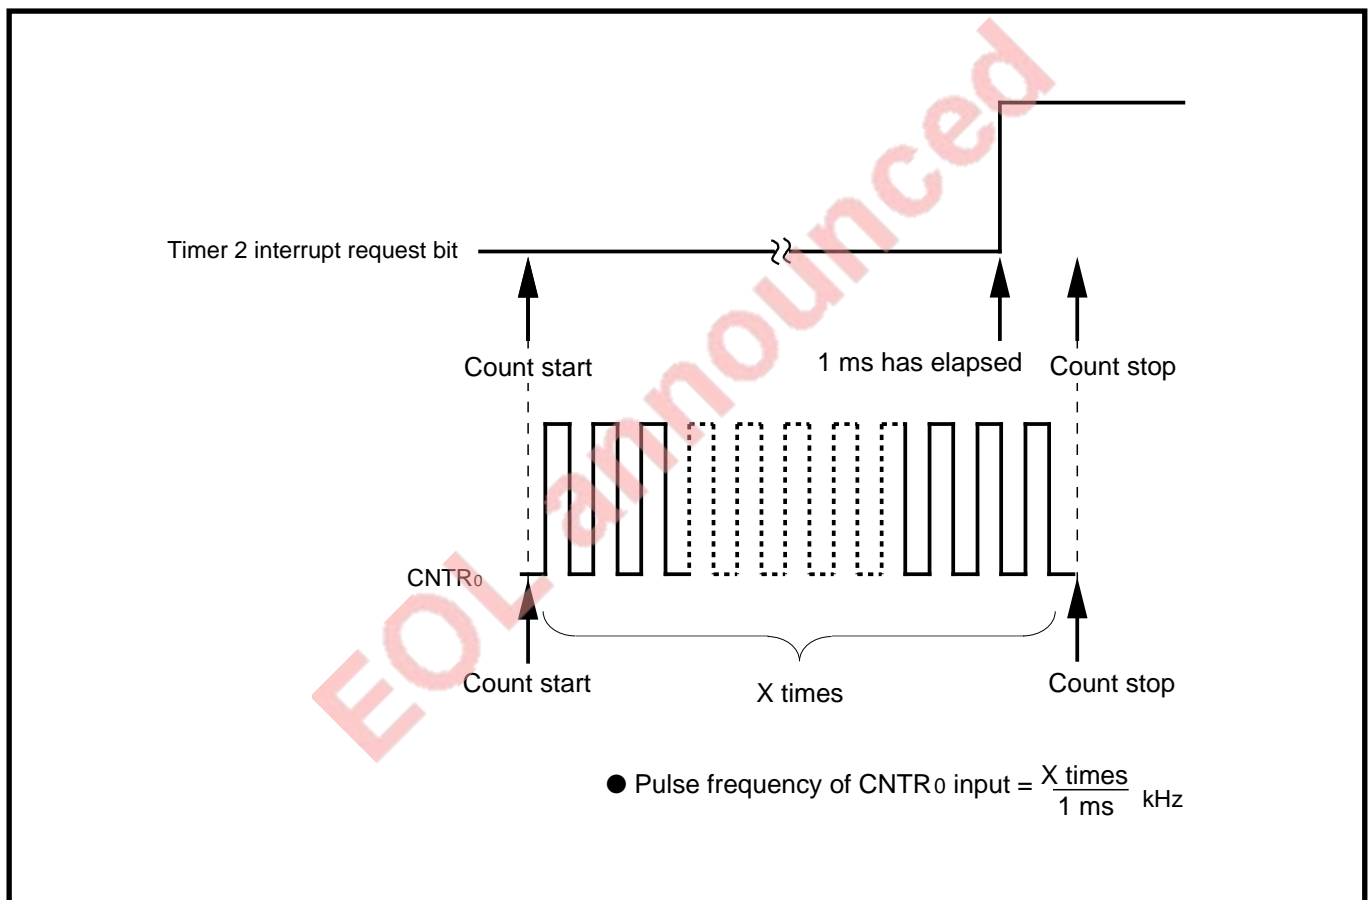 Timer 2 interrupt request bit
Count start
1 ms has elapsed
Count stop
CNTR0
Count start
X times
Count stop
● Pulse frequency of CNTR0 input = X times
1 ms
kHz
EOL announced